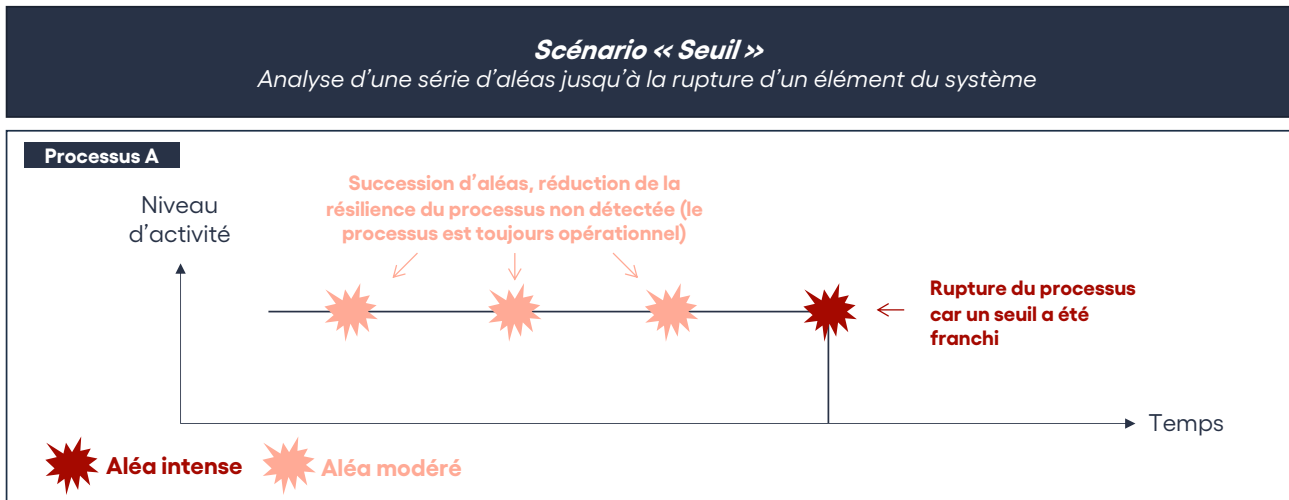 Scénario « Seuil »
Analyse d'une série d'aléas jusqu'à la rupture d'un élément du système
Processus A
Niveau
d'activité
Succession d'aléas, réduction de la
résilience du processus non détectée (le
processus est toujours opérationnel)
Rupture du processus
car un seuil a été
franchi
Temps
Aléa intense
Aléa modéré